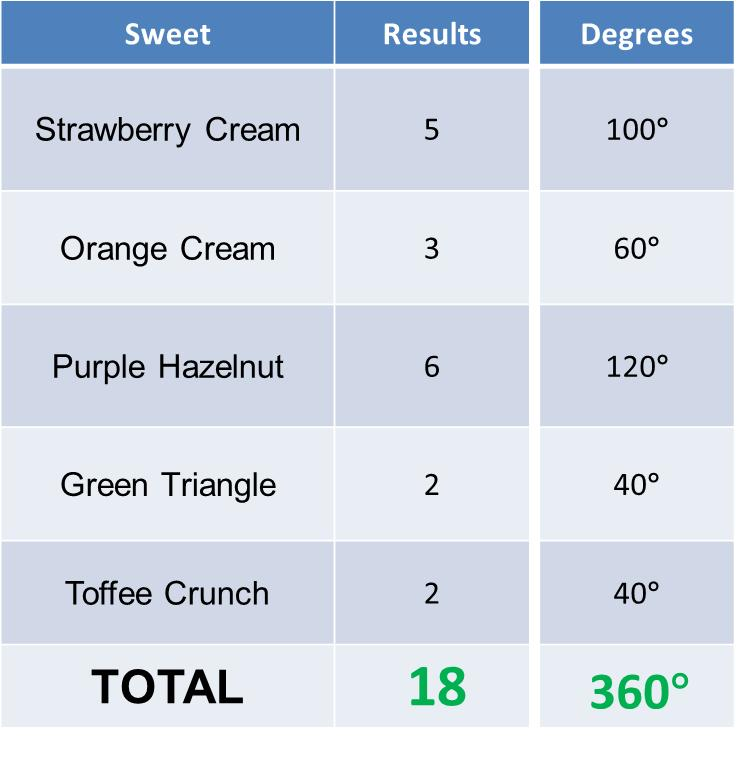 Sweet Results Degrees
Strawberry Cream 5 100°
Orange Cream 3 60°
Purple Hazelnut 6 120°
Green Triangle 2 40°
Toffee Crunch 2 40°
TOTAL 18 360°